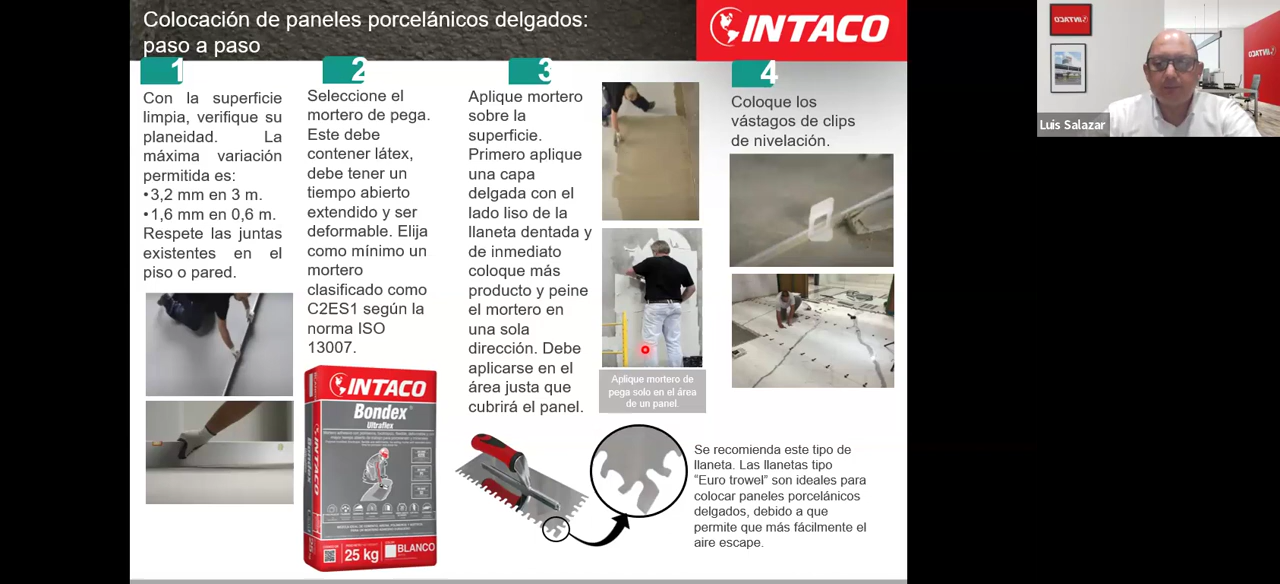 Colocación de paneles porcelánicos delgados:
paso a paso
INTACO
1
Con la superficie
limpia, verifique su
planeidad. La
máxima variación
permitida es:
•3,2 mm en 3 m.
•1,6 mm en 0,6 m.
Respete las juntas
existentes en el
piso o pared.
2
Seleccione el
mortero de pega.
Este debe
contener látex,
debe tener un
tiempo abierto
extendido y ser
deformable. Elija
como mínimo un
mortero
clasificado como
C2ES1 según la
norma ISO
13007.
INTACO
Bondex
Ultraflex
INTACO
Bondex
25 kg
BLANCO
3
Aplique mortero
sobre la
superficie.
Primero aplique
una capa
delgada con el
lado liso de la
llaneta dentada y
de inmediato
coloque más
producto y peine
el mortero en
una sola
dirección. Debe
aplicarse en el
área justa que
cubrirá el panel.
Aplique mortero de
pega solo en el área
de un panel.
4
Coloque los
vástagos de clips
de nivelación.
Se recomienda este tipo de
llaneta. Las llanetas tipo
“Euro trowel” son ideales para
colocar paneles porcelánicos
delgados, debido a que
permite que más fácilmente el
aire escape.
INTACO
INTACO
Luis Salazar